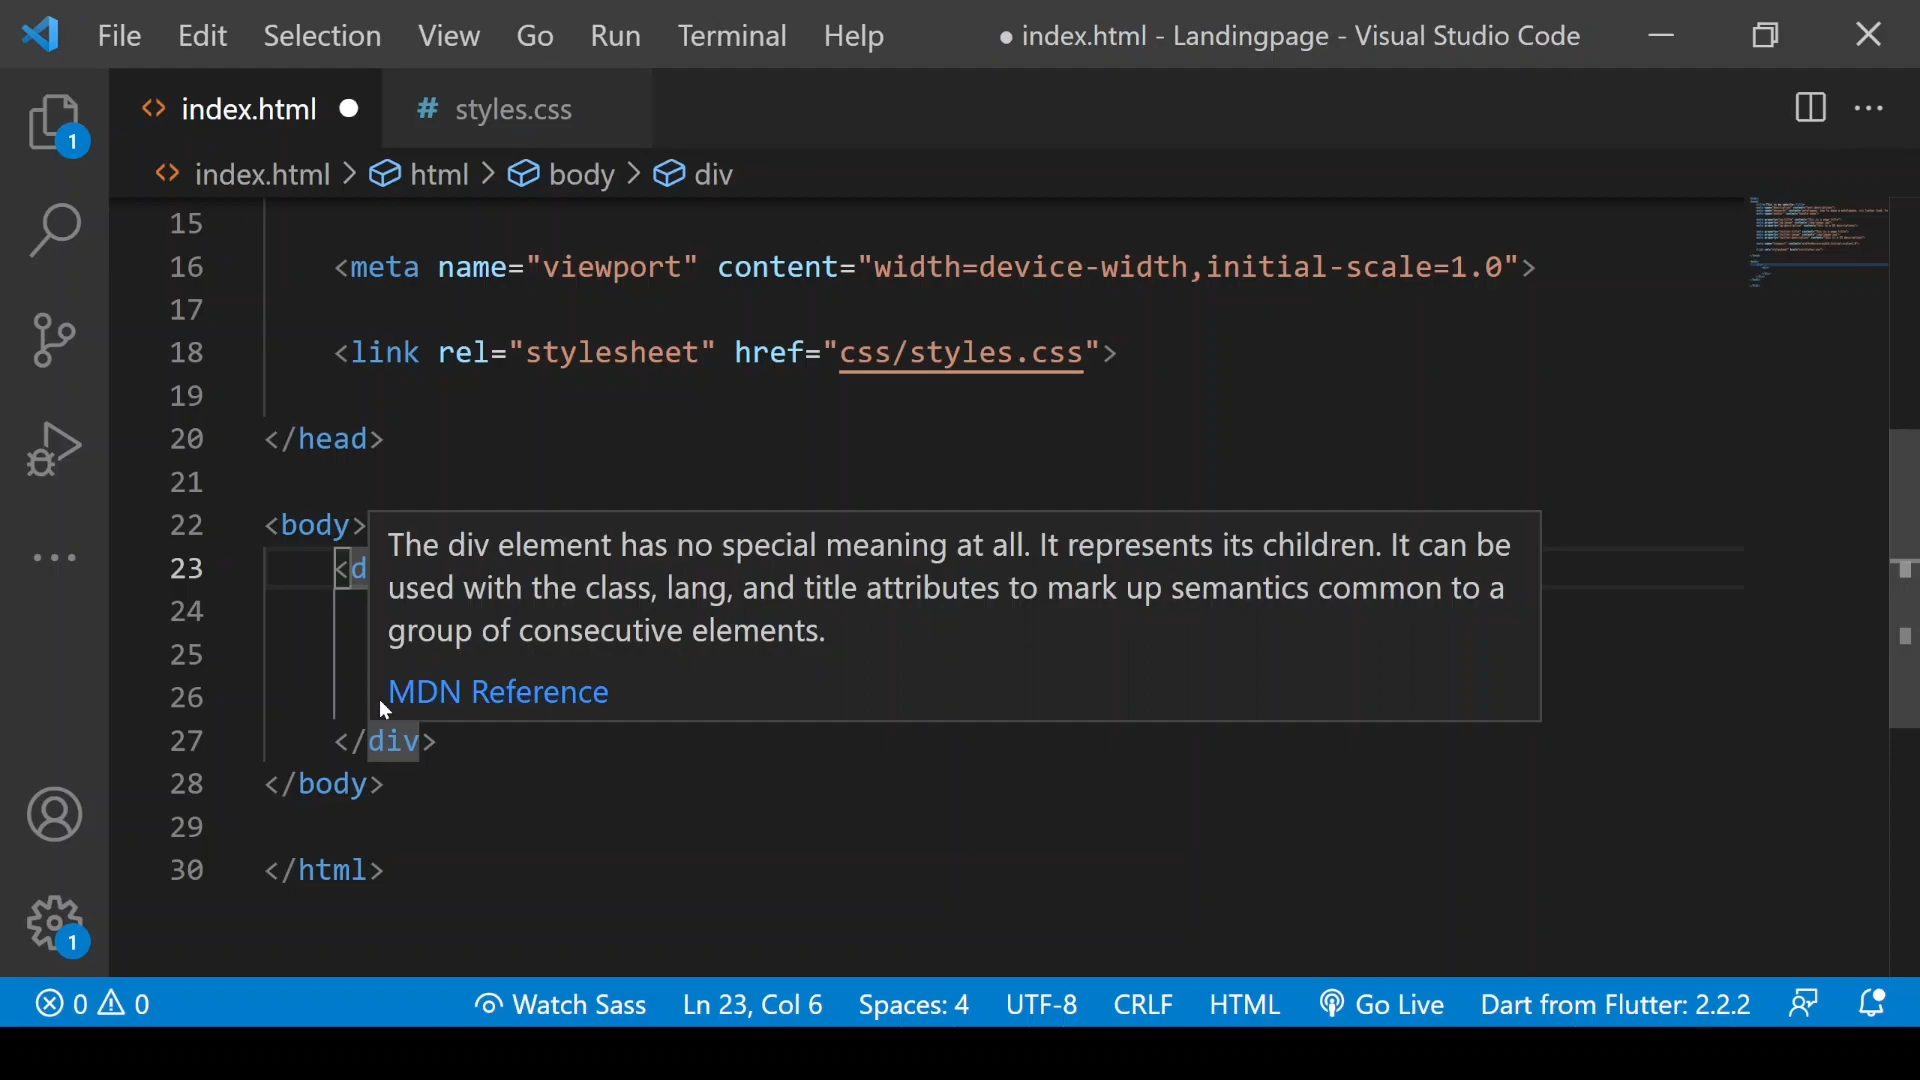 File Edit Selection View Go Run Terminal Help ● index.html - Landingpage - Visual Studio Code
<> index.html ● # styles.css
<> index.html > html > body > div
1
15
16 <meta name="viewport" content="width=device-width,initial-scale=1.0">
17
18 <link rel="stylesheet" href="css/styles.css">
19
20 </head>
21
22 <body>
23 <d
24
25
26
27 </div>
28 </body>
29
30 </html>
The div element has no special meaning at all. It represents its children. It can be
used with the class, lang, and title attributes to mark up semantics common to a
group of consecutive elements.
MDN Reference
1
0 0 Watch Sass Ln 23, Col 6 Spaces: 4 UTF-8 CRLF HTML Go Live Dart from Flutter: 2.2.2